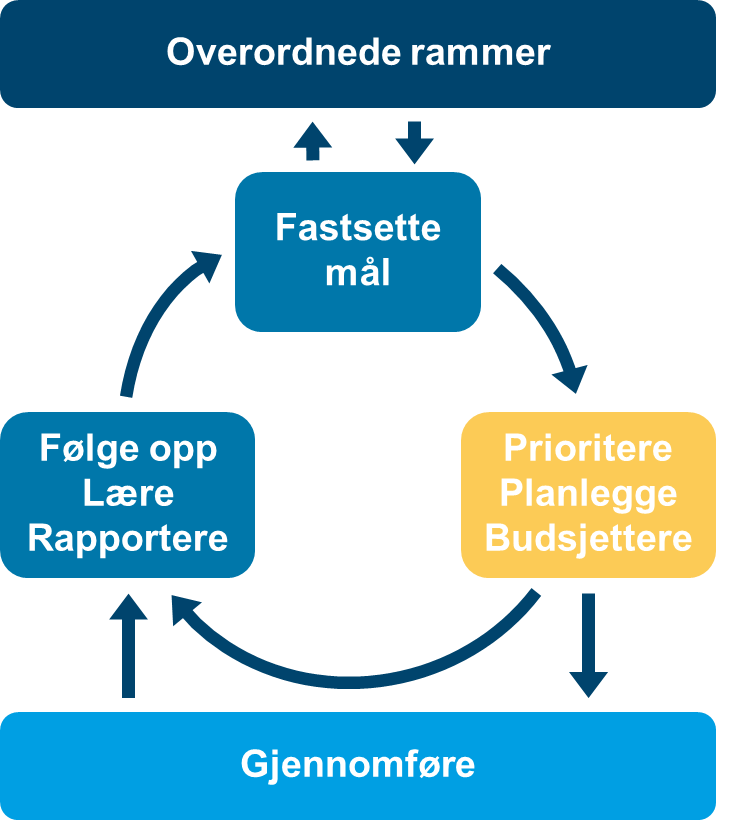 Overordnede rammer
Fastsette
mål
Følge opp
Lære
Rapportere
Prioritere
Planlegge
Budsjettere
Gjennomføre